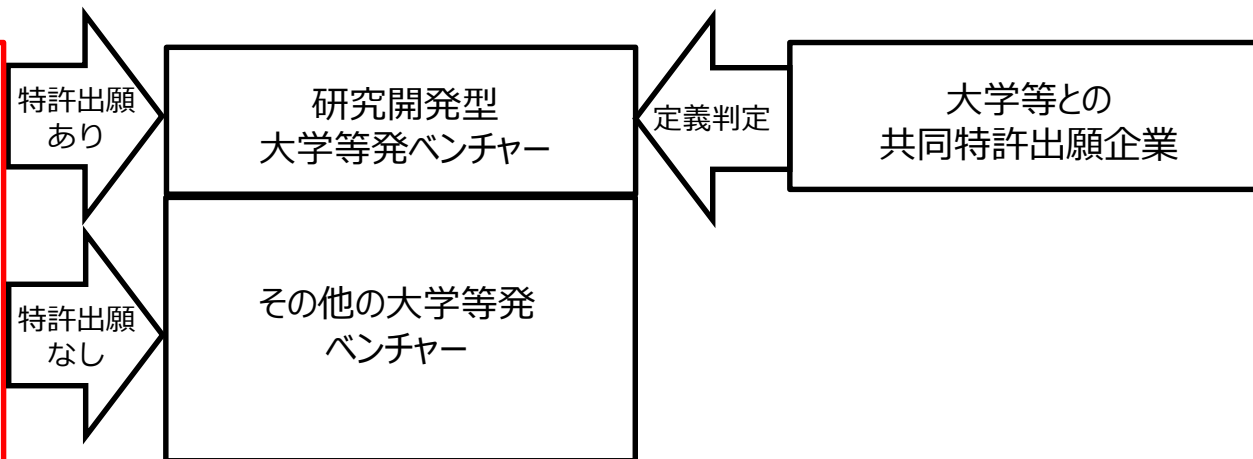 特許出願
あり
研究開発型
大学等発ベンチャー
定義判定
大学等との
共同特許出願企業
特許出願
なし
その他の大学等発
ベンチャー